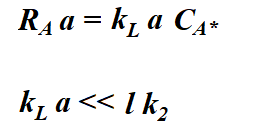 R_A a = k_L a C_A*
k_L a << l k_2